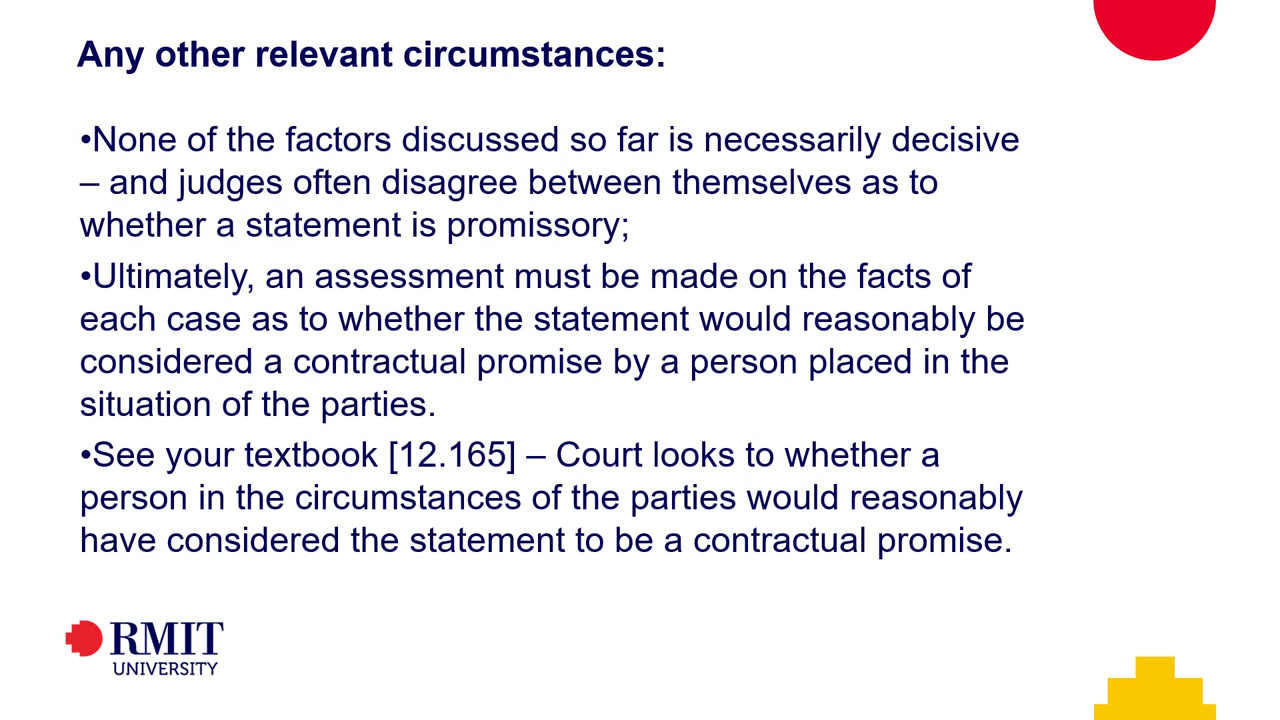 Any other relevant circumstances:
•None of the factors discussed so far is necessarily decisive
– and judges often disagree between themselves as to
whether a statement is promissory;
•Ultimately, an assessment must be made on the facts of
each case as to whether the statement would reasonably be
considered a contractual promise by a person placed in the
situation of the parties.
•See your textbook [12.165] – Court looks to whether a
person in the circumstances of the parties would reasonably
have considered the statement to be a contractual promise.
RMIT
UNIVERSITY